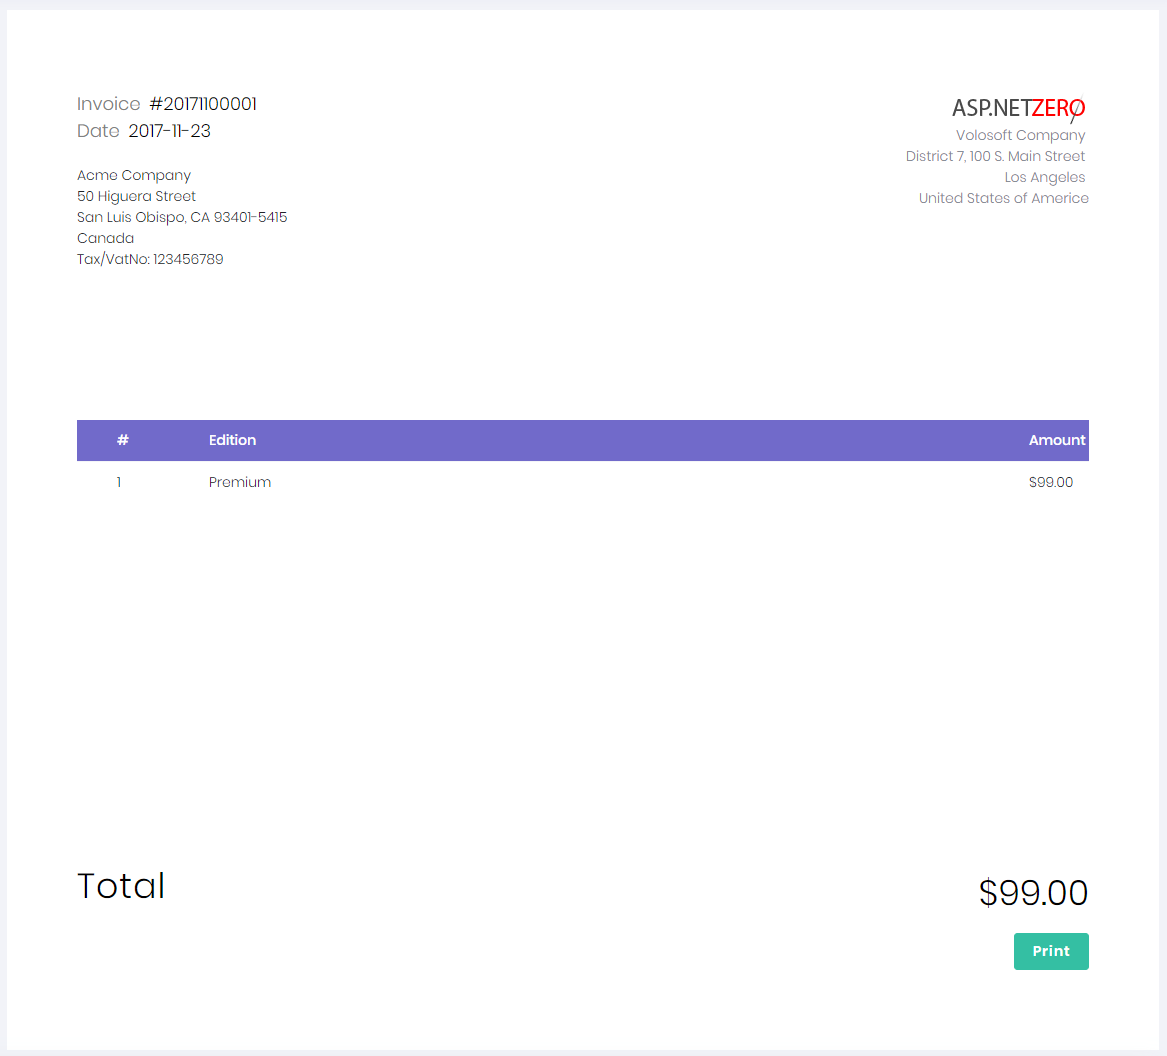 Invoice #20171100001
Date 2017-11-23
Acme Company
50 Higuera Street
San Luis Obispo, CA 93401-5415
Canada
Tax/VatNo: 123456789
ASP.NETZERO
Volosoft Company
District 7, 100 S. Main Street
Los Angeles
United States of Americe
# Edition Amount
1 Premium $99.00
Total $99.00
Print